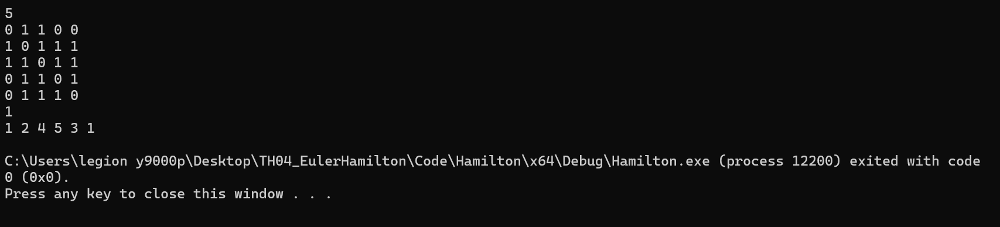 5
0 1 1 0 0
1 0 1 1 1
1 1 0 1 1
0 1 1 0 1
0 1 1 1 0
1
1 2 4 5 3 1
C:\Users\legion y9000p\Desktop\TH04_EulerHamilton\Code\Hamilton\x64\Debug\Hamilton.exe (process 12200) exited with code
0 (0x0).
Press any key to close this window . . .